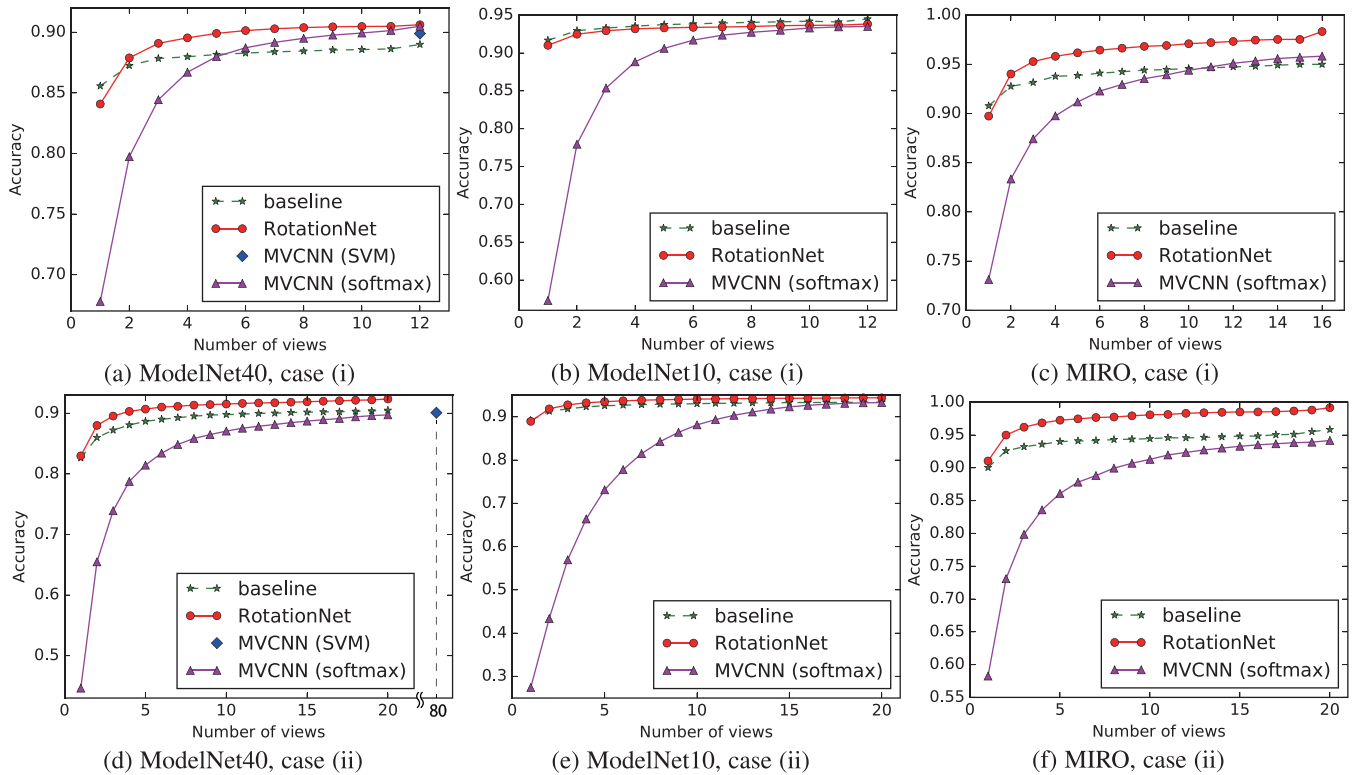 0.90
0.85
0.80
0.75
0.70
Accuracy
baseline
RotationNet
MVCNN (SVM)
MVCNN (softmax)
0 2 4 6 8 10 12
Number of views
(a) ModelNet40, case (i)
0.95
0.90
0.85
0.80
0.75
0.70
0.65
0.60
Accuracy
baseline
RotationNet
MVCNN (softmax)
0 2 4 6 8 10 12
Number of views
(b) ModelNet10, case (i)
1.00
0.95
0.90
0.85
0.80
0.75
0.70
Accuracy
baseline
RotationNet
MVCNN (softmax)
0 2 4 6 8 10 12 14 16
Number of views
(c) MIRO, case (i)
0.9
0.8
0.7
0.6
0.5
Accuracy
baseline
RotationNet
MVCNN (SVM)
MVCNN (softmax)
0 5 10 15 20 80
Number of views
(d) ModelNet40, case (ii)
0.9
0.8
0.7
0.6
0.5
0.4
0.3
Accuracy
baseline
RotationNet
MVCNN (softmax)
0 5 10 15 20
Number of views
(e) ModelNet10, case (ii)
1.00
0.95
0.90
0.85
0.80
0.75
0.70
0.65
0.60
0.55
Accuracy
baseline
RotationNet
MVCNN (softmax)
0 5 10 15 20
Number of views
(f) MIRO, case (ii)